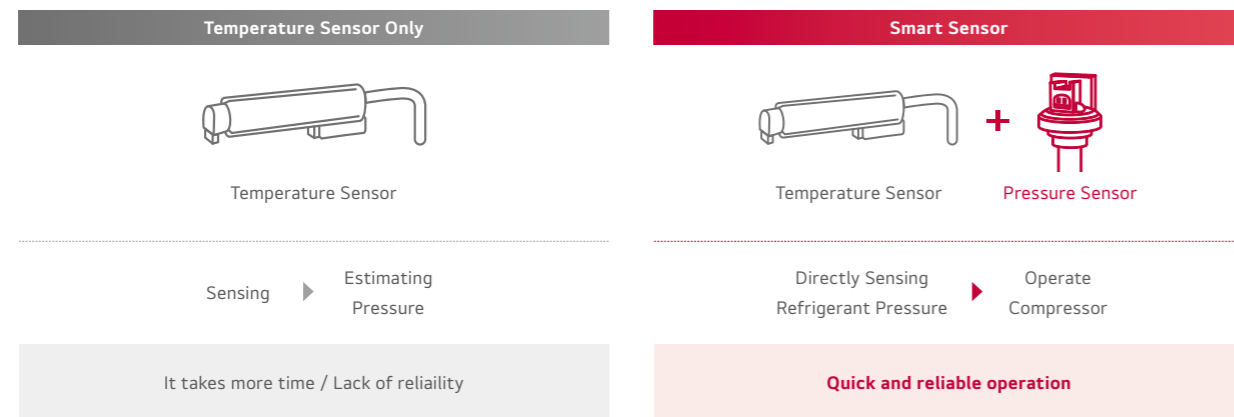 Temperature Sensor Only
Temperature Sensor
Sensing
Estimating
Pressure
It takes more time / Lack of reliaility
Smart Sensor
+
Temperature Sensor
Pressure Sensor
Directly Sensing
Refrigerant Pressure
Operate
Compressor
Quick and reliable operation